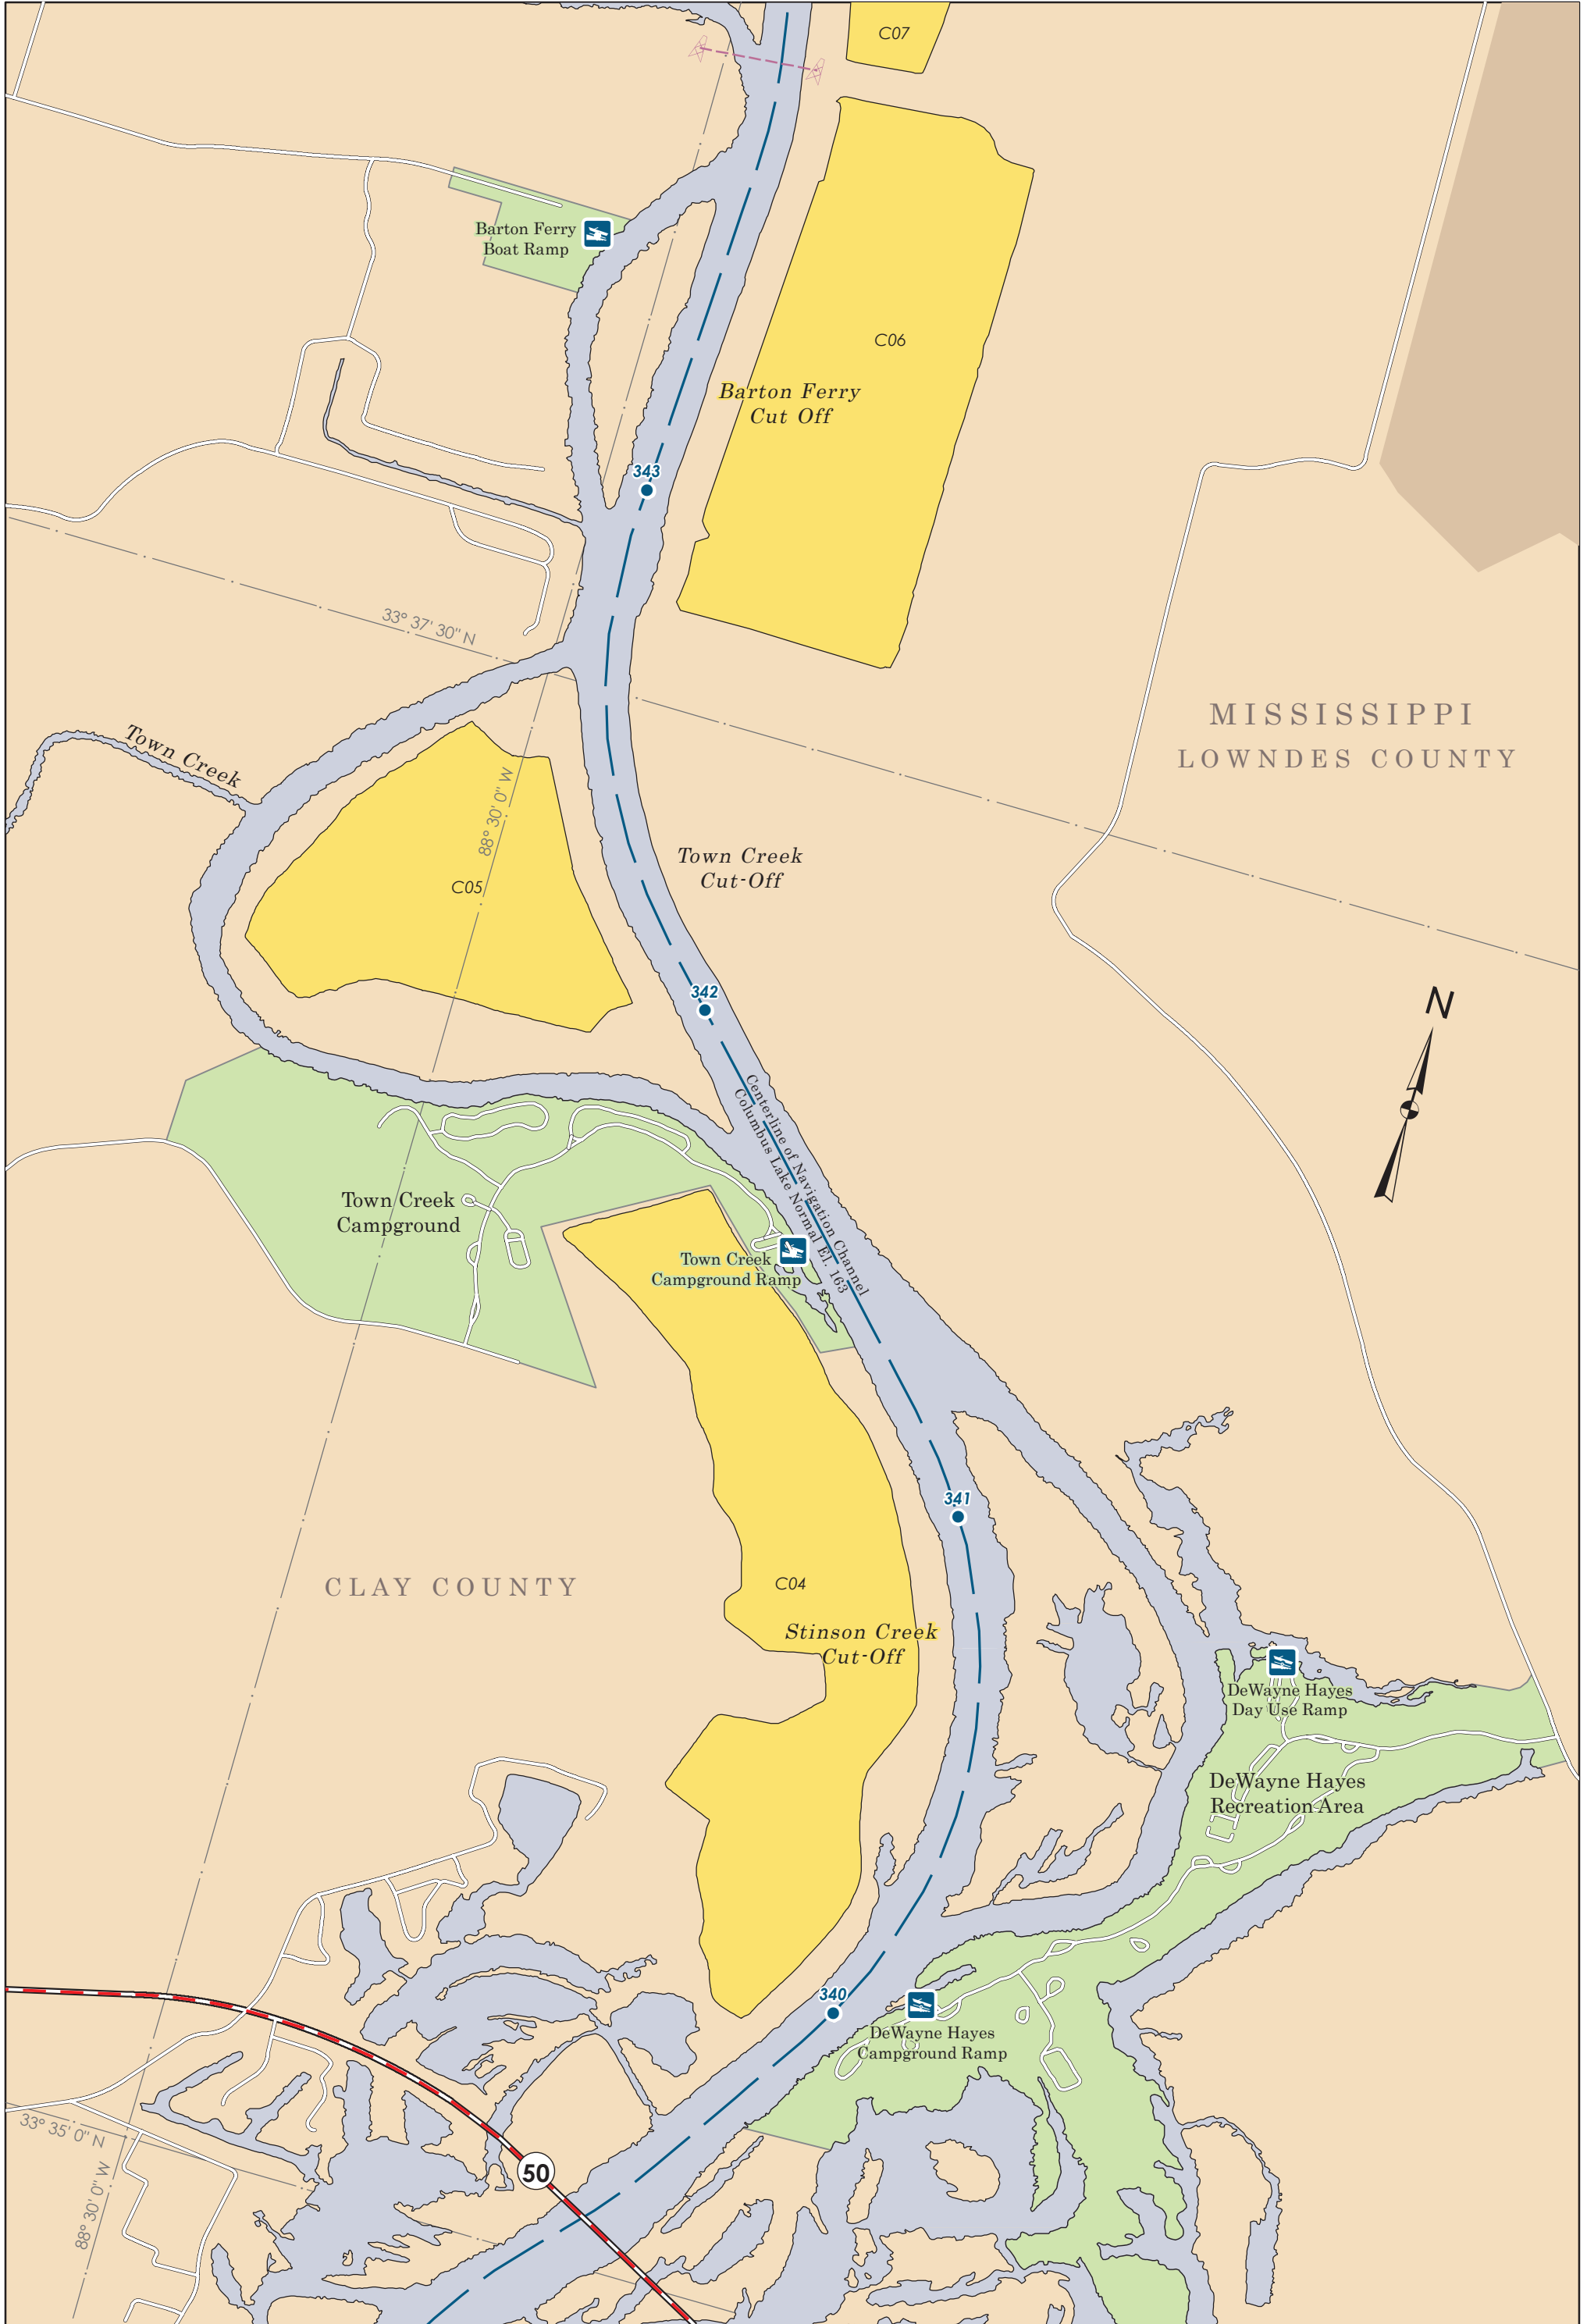 C07
Barton Ferry
Boat Ramp
C06
Barton Ferry
Cut Off
343
33° 37' 30" N
MISSISSIPPI
LOWNDES COUNTY
Town Creek
88° 30' 0" W
Town Creek
Cut-Off
C05
342
N
Centerline of Navigation Channel
Columbus Lake Normal El. 163
Town Creek
Campground
Town Creek
Campground Ramp
341
CLAY COUNTY
C04
Stinson Creek
Cut-Off
DeWayne Hayes
Day Use Ramp
DeWayne Hayes
Recreation Area
340
DeWayne Hayes
Campground Ramp
33° 35' 0" N
50
88° 30' 0" W